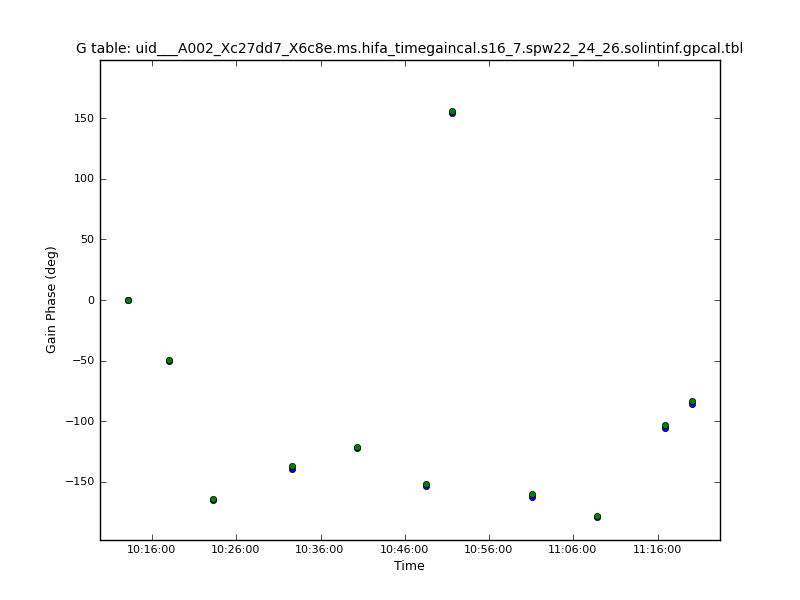 G table: uid___A002_Xc27dd7_X6c8e.ms.hifa_timegaincal.s16_7.spw22_24_26.solintinf.gpcal.tbl
150
100
50
0
−50
−100
−150
Gain Phase (deg)
10:16:00 10:26:00 10:36:00 10:46:00 10:56:00 11:06:00 11:16:00
Time